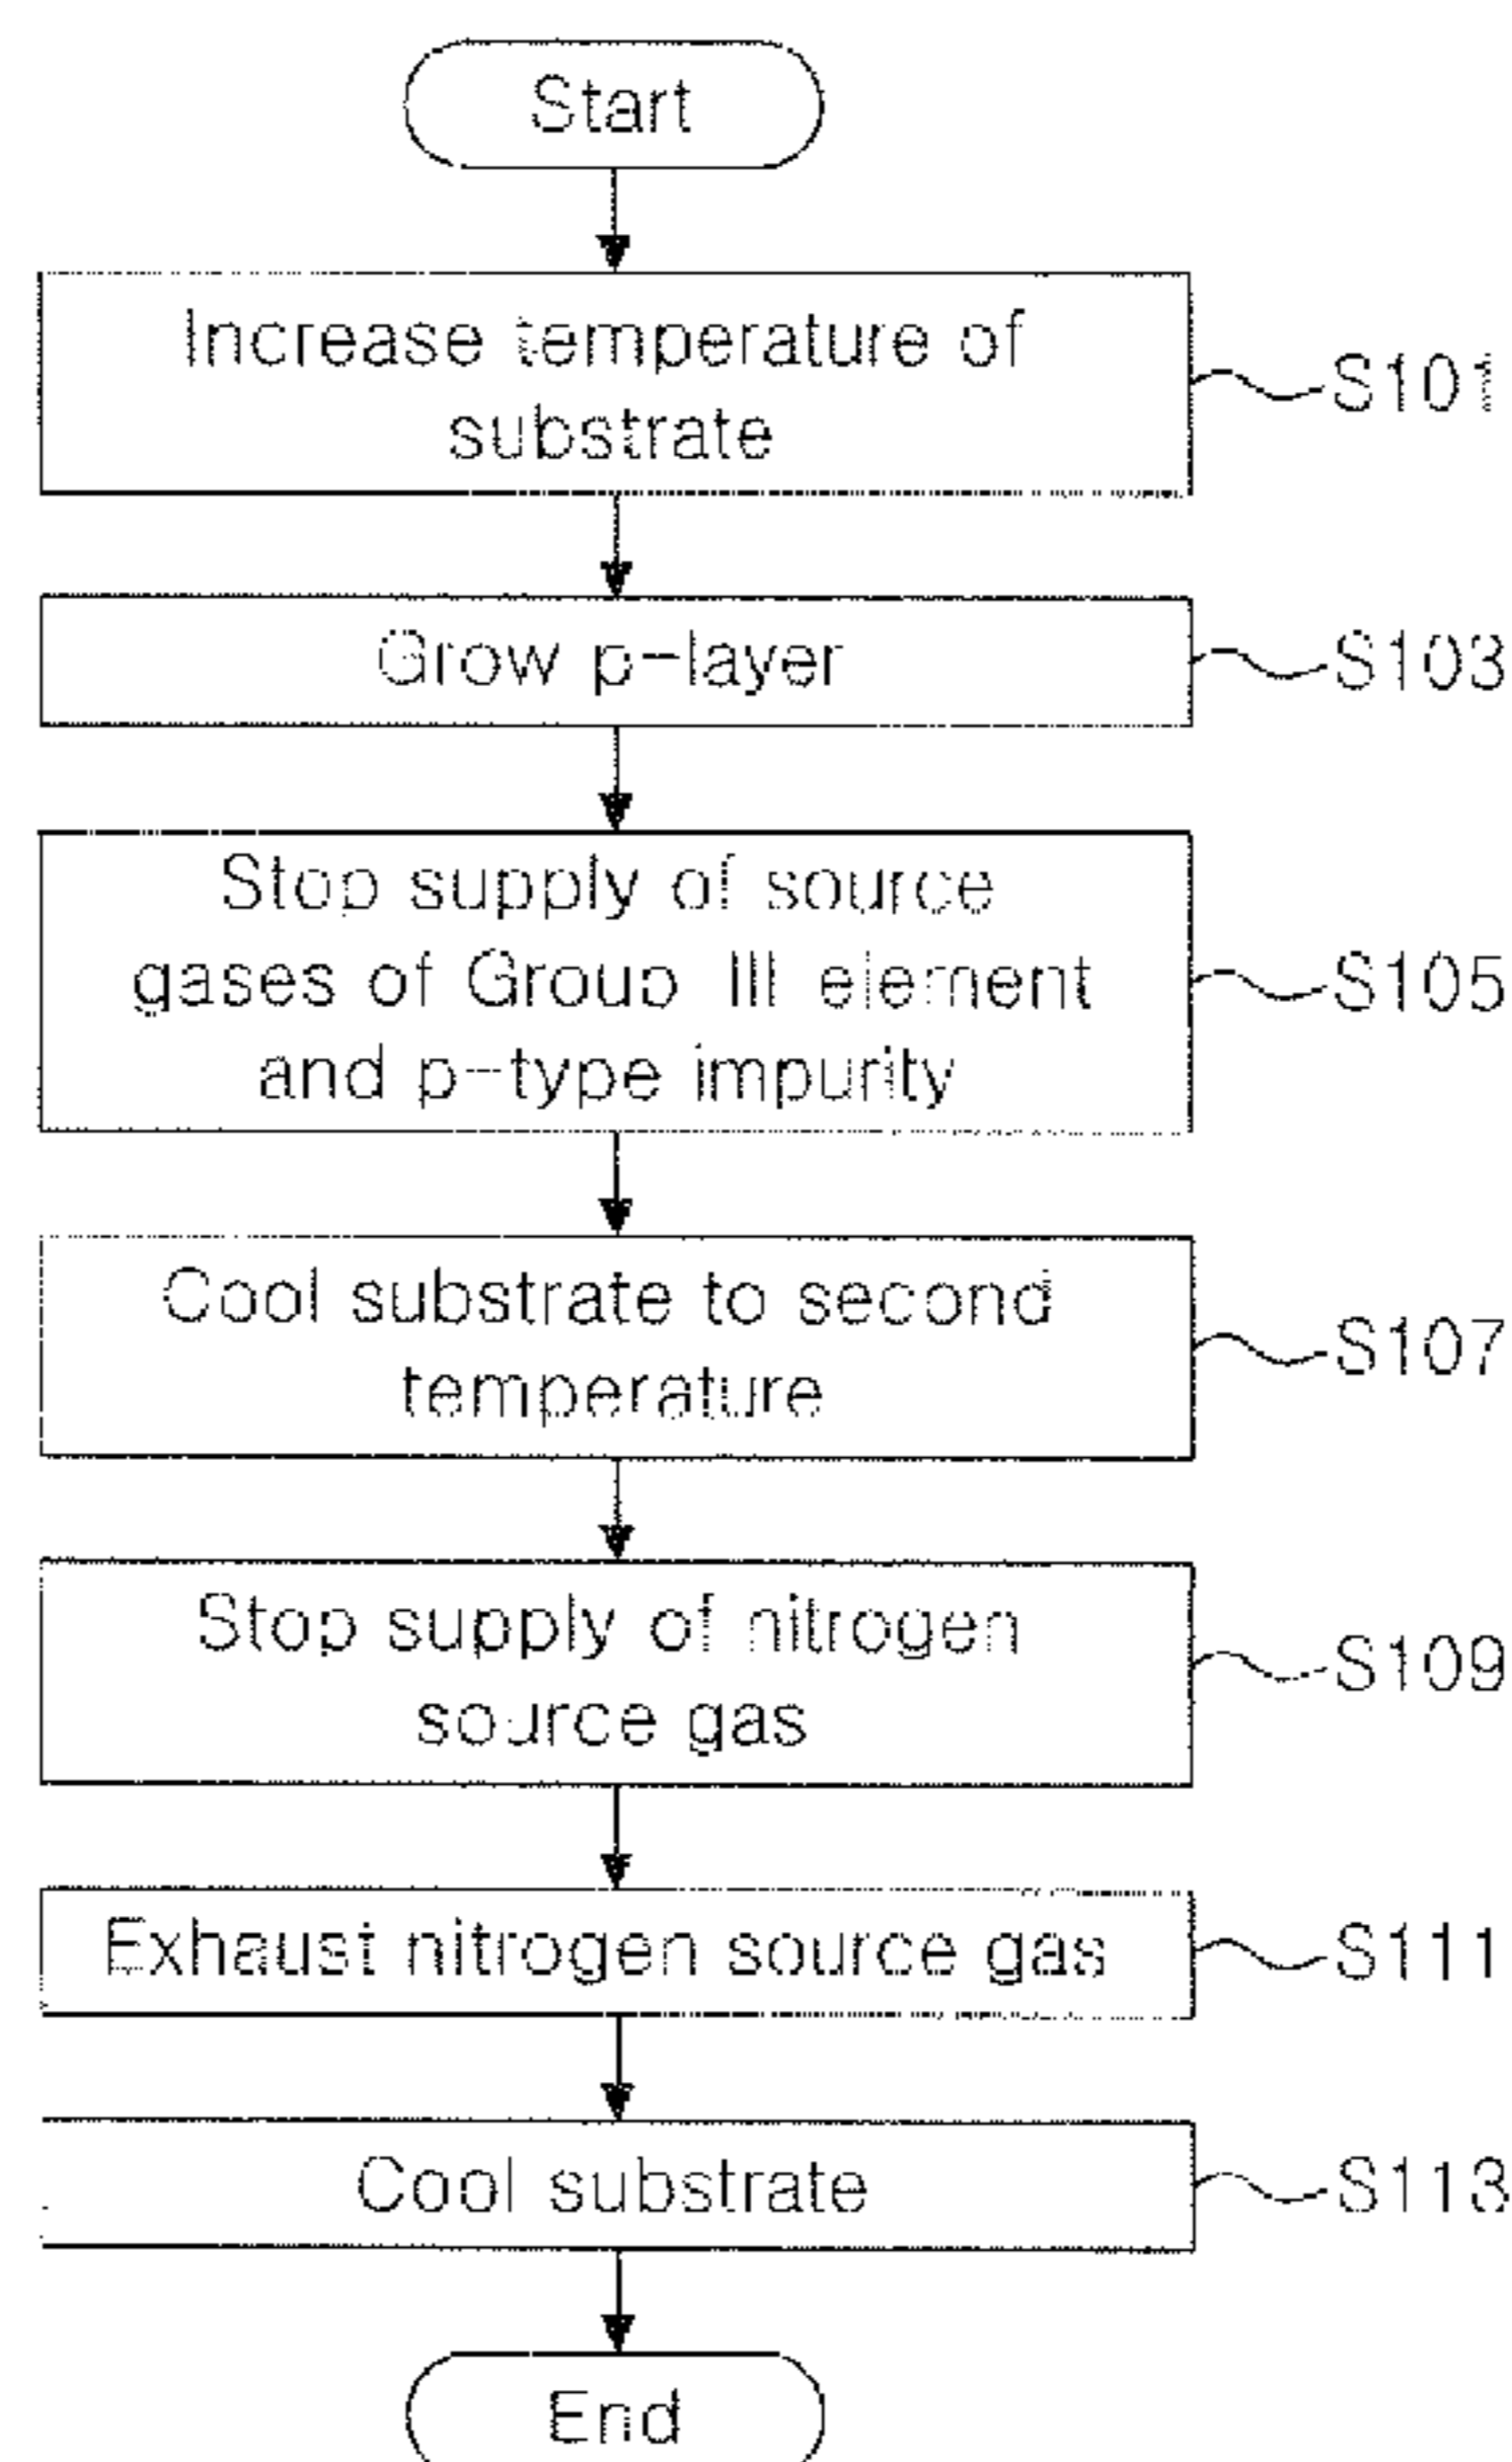 Start
Increase temperature of
substrate
S101
Grow p-layer
S103
Stop supply of source
gases of Group III element
and p-type impurity
S105
Cool substrate to second
temperature
S107
Stop supply of nitrogen
source gas
S109
Exhaust nitrogen source gas
S111
Cool substrate
S113
End